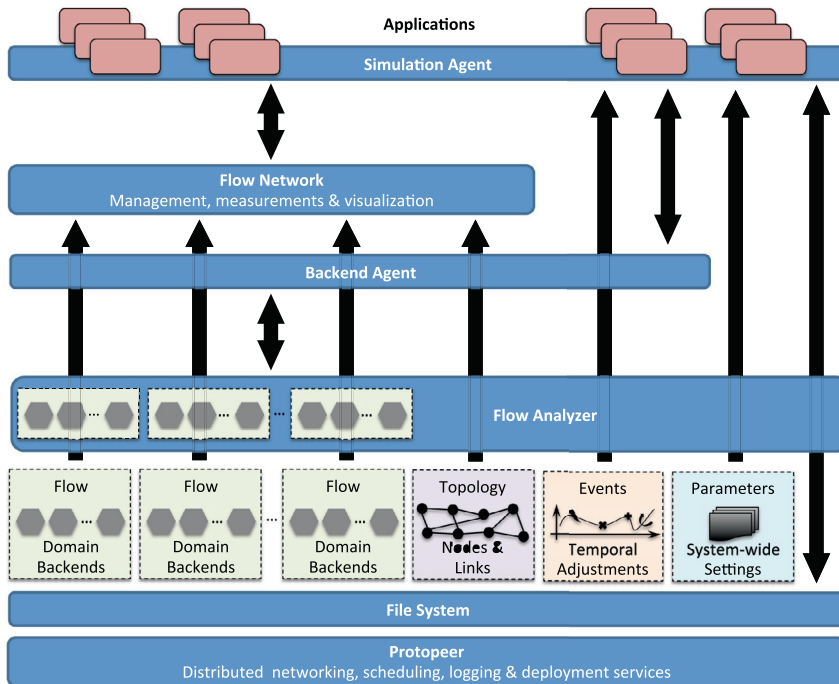 Applications
Simulation Agent
Flow Network
Management, measurements & visualization
Backend Agent
... ... ... ...
Flow Analyzer
Flow
...
Domain
Backends
Flow
...
Domain
Backends
...
Flow
...
Domain
Backends
Topology
Nodes &
Links
Events
Temporal
Adjustments
Parameters
System-wide
Settings
File System
Protopeer
Distributed networking, scheduling, logging & deployment services